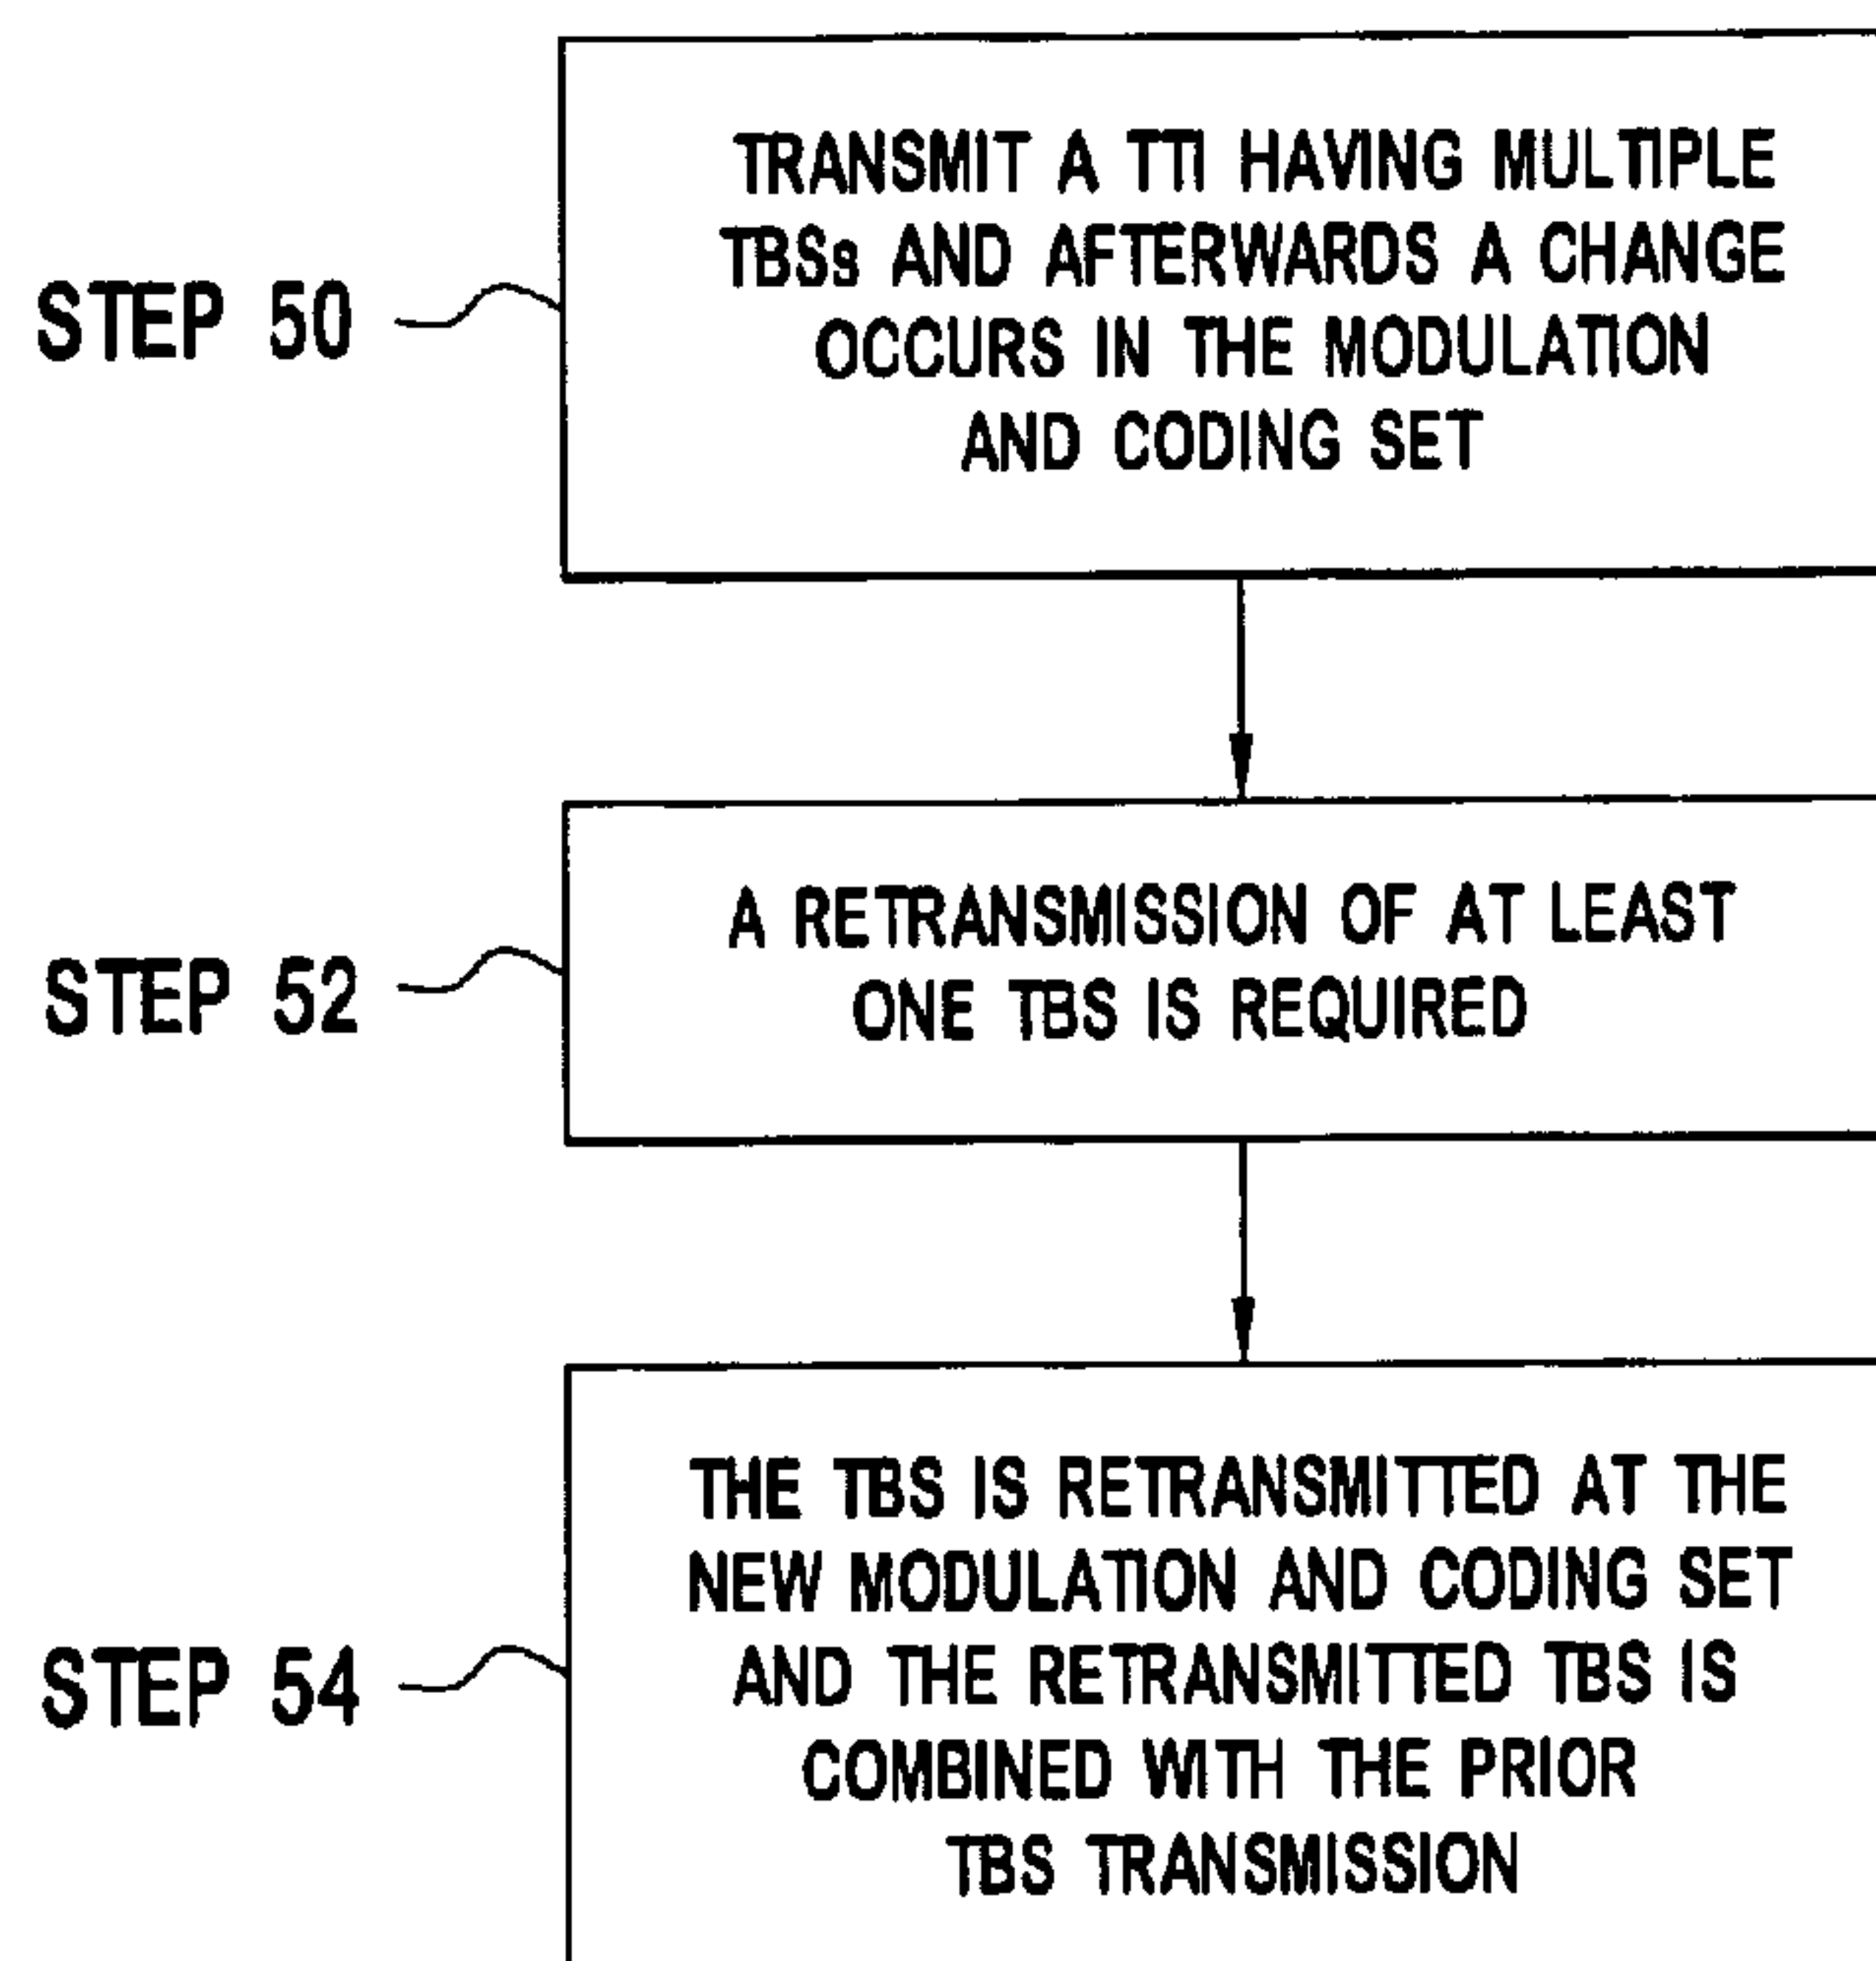 STEP 50
TRANSMIT A TTI HAVING MULTIPLE
TBSs AND AFTERWARDS A CHANGE
OCCURS IN THE MODULATION
AND CODING SET
STEP 52
A RETRANSMISSION OF AT LEAST
ONE TBS IS REQUIRED
STEP 54
THE TBS IS RETRANSMITTED AT THE
NEW MODULATION AND CODING SET
AND THE RETRANSMITTED TBS IS
COMBINED WITH THE PRIOR
TBS TRANSMISSION